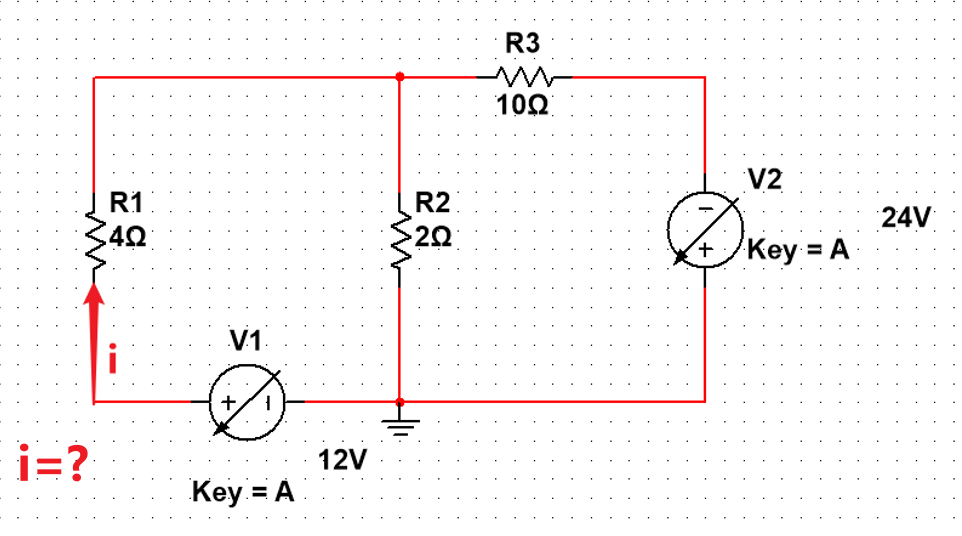 R3
10Ω
V2
24V
Key = A
R1
4Ω
R2
2Ω
V1
i
12V
i=?
Key = A